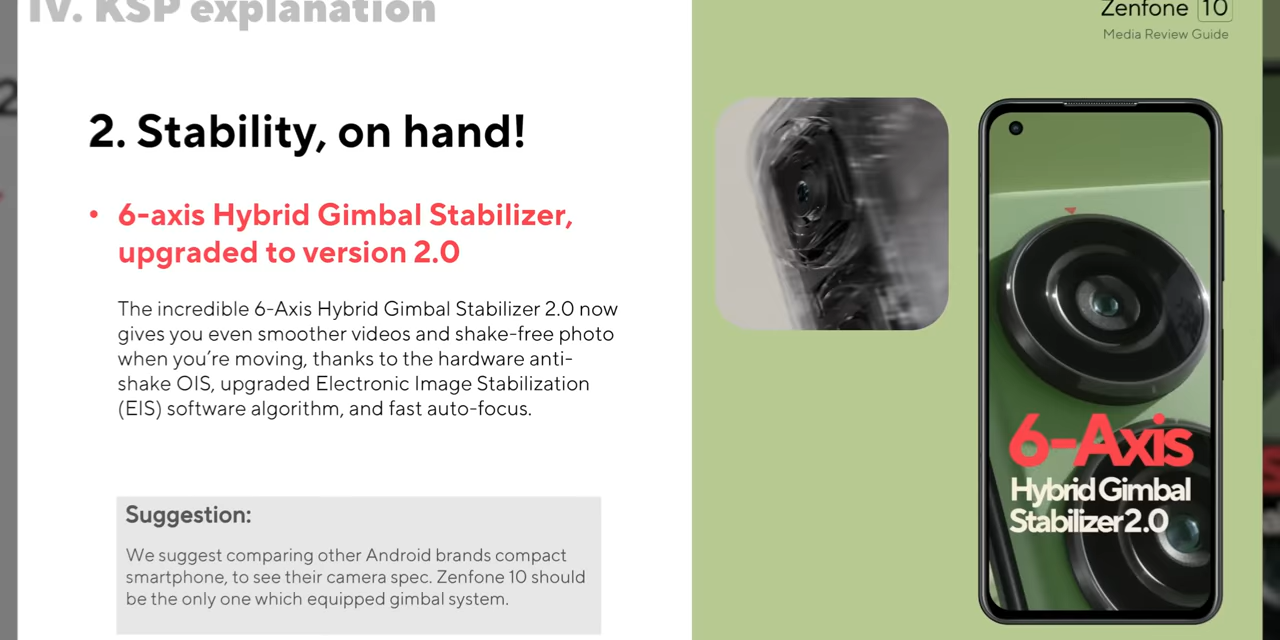 IV. KSP explanation
Zenfone 10
Media Review Guide
2. Stability, on hand!
• 6-axis Hybrid Gimbal Stabilizer,
upgraded to version 2.0
The incredible 6-Axis Hybrid Gimbal Stabilizer 2.0 now
gives you even smoother videos and shake-free photo
when you’re moving, thanks to the hardware anti-
shake OIS, upgraded Electronic Image Stabilization
(EIS) software algorithm, and fast auto-focus.
Suggestion:
We suggest comparing other Android brands compact
smartphone, to see their camera spec. Zenfone 10 should
be the only one which equipped gimbal system.
6-Axis
Hybrid Gimbal
Stabilizer 2.0
2